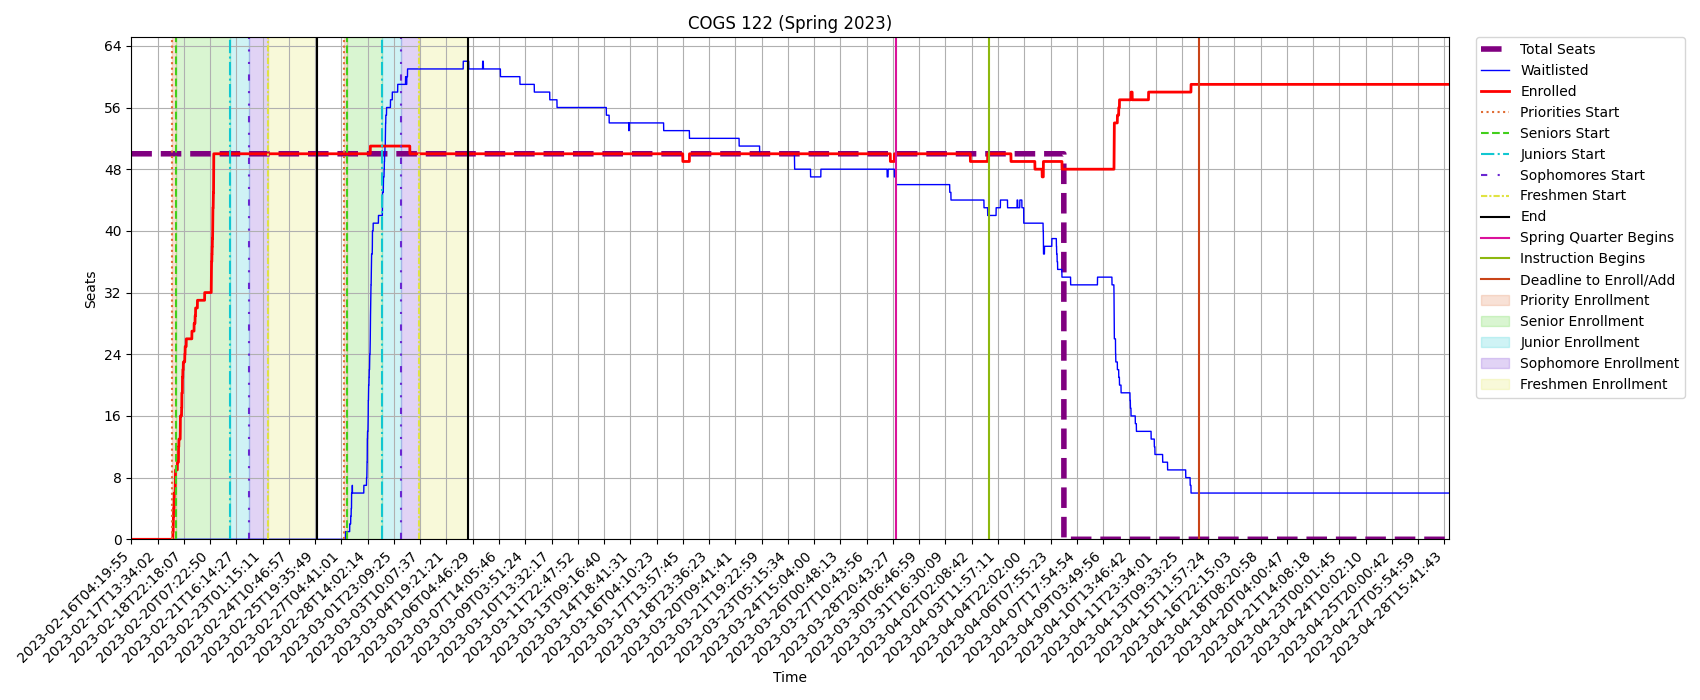 COGS 122 (Spring 2023)
64
56
48
40
32
24
16
8
0
Seats
2023-02-16T04:19:55
2023-02-17T13:34:02
2023-02-18T22:18:07
2023-02-20T07:22:50
2023-02-21T16:14:27
2023-02-23T01:15:11
2023-02-24T10:46:57
2023-02-25T19:35:49
2023-02-27T04:41:01
2023-02-28T14:02:14
2023-03-01T23:09:25
2023-03-03T10:07:37
2023-03-04T19:21:21
2023-03-06T04:46:29
2023-03-07T14:05:46
2023-03-09T03:51:24
2023-03-10T13:32:17
2023-03-11T22:47:52
2023-03-13T09:16:40
2023-03-14T18:41:31
2023-03-16T04:10:23
2023-03-17T13:57:45
2023-03-18T23:36:23
2023-03-20T09:41:41
2023-03-21T19:22:59
2023-03-23T05:15:34
2023-03-24T15:04:00
2023-03-26T00:48:13
2023-03-27T10:43:56
2023-03-28T20:43:27
2023-03-30T06:46:59
2023-03-31T16:30:09
2023-04-02T02:08:42
2023-04-03T11:57:11
2023-04-04T22:02:00
2023-04-06T07:55:23
2023-04-07T17:54:54
2023-04-09T03:49:56
2023-04-10T13:46:42
2023-04-11T23:34:01
2023-04-13T09:33:25
2023-04-15T11:57:24
2023-04-16T22:15:03
2023-04-18T08:20:58
2023-04-20T04:00:47
2023-04-21T14:08:18
2023-04-23T00:01:45
2023-04-24T10:02:10
2023-04-25T20:00:42
2023-04-27T05:54:59
2023-04-28T15:41:43
Time
Total Seats
Waitlisted
Enrolled
Priorities Start
Seniors Start
Juniors Start
Sophomores Start
Freshmen Start
End
Spring Quarter Begins
Instruction Begins
Deadline to Enroll/Add
Priority Enrollment
Senior Enrollment
Junior Enrollment
Sophomore Enrollment
Freshmen Enrollment